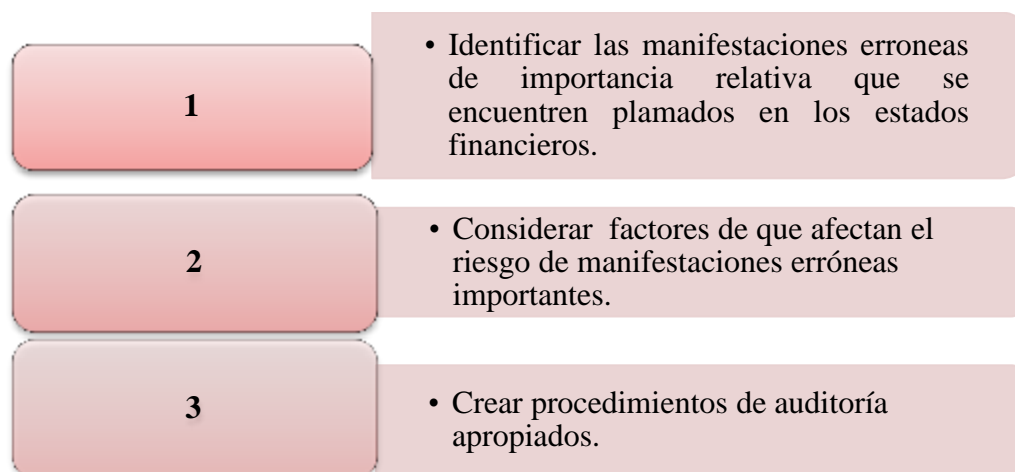 1
• Identificar las manifestaciones erroneas
de importancia relativa que se
encuentren plamados en los estados
financieros.
2
• Considerar factores de que afectan el
riesgo de manifestaciones erróneas
importantes.
3
• Crear procedimientos de auditoría
apropiados.